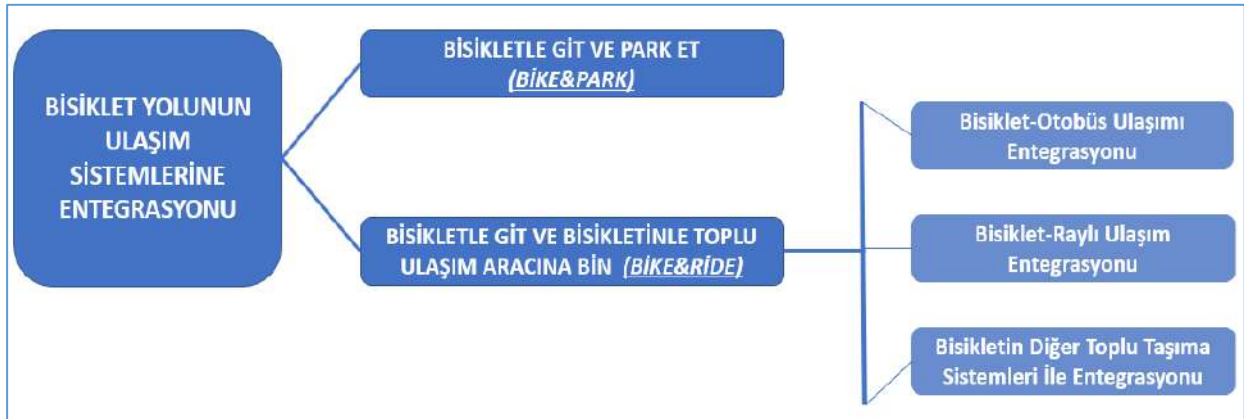 BİSİKLET YOLUNUN
ULAŞIM
SİSTEMLERİNE
ENTEGRASYONU
BİSİKLETLE GİT VE PARK ET
(BİKE&PARK)
BİSİKLETLE GİT VE BİSİKLETİNLE TOPLU
ULAŞIM ARACINA BİN (BİKE&RİDE)
Bisiklet-Otobüs Ulaşımı
Entegrasyonu
Bisiklet-Raylı Ulaşım
Entegrasyonu
Bisikletin Diğer Toplu Taşıma
Sistemleri İle Entegrasyonu